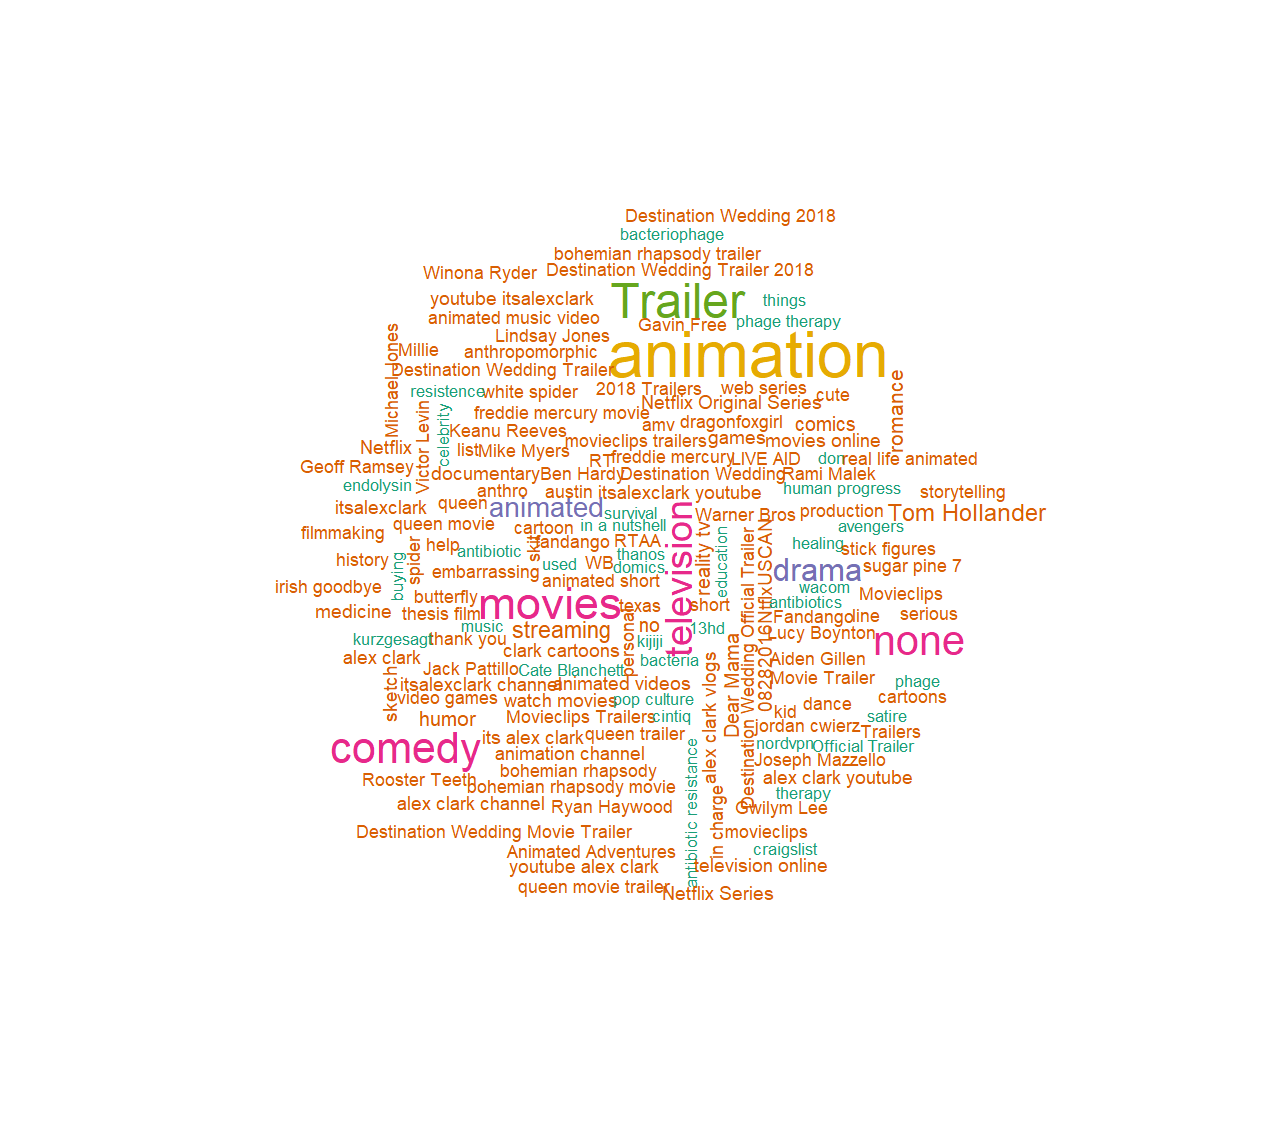 Destination Wedding 2018
bacteriophage
bohemian rhapsody trailer
Winona Ryder
Destination Wedding Trailer 2018
youtube itsalexclark
Trailer
things
animated music video
Gavin Free
phage therapy
Lindsay Jones
Michael Jones
Millie
anthropomorphic
animation
Destination Wedding Trailer
resistence
white spider
2018 Trailers
web series
cute
romance
Netflix Original Series
freddie mercury movie
amv
dragonfoxgirl
comics
Victor Levin
celebrity
Keanu Reeves
movieclips trailers
games
movies online
Netflix
list
Mike Myers
RT
freddie mercury
LIVE AID
don
real life animated
Geoff Ramsey
documentary
Ben Hardy
Destination Wedding
Rami Malek
endolysin
anthro
austin
itsalexclark youtube
human progress
storytelling
itsalexclark
queen
animated
survival
Warner Bros
production
Tom Hollander
queen movie
cartoon
in a nutshell
avengers
filmmaking
help
skit
fandango
RTAA
television
reality tv
education
healing
stick figures
history
spider
antibiotic
used
WB
thanos
domics
drama
sugar pine 7
irish goodbye
buying
embarrassing
animated short
Destination Wedding Official Trailer
08282016NtflxUSCAN
wacom
Movieclips
butterfly
movies
texas
short
antibiotics
medicine
thesis film
Fandango
line
serious
music
streaming
no
13hd
Lucy Boynton
none
kurzgesagt
thank you
personal
kijiji
clark cartoons
alex clark
Jack Pattillo
Cate Blanchett
bacteria
Aiden Gillen
Dear Mama
alex clark vlogs
Movie Trailer
phage
itsalexclark channel
animated videos
sketch
video games
watch movies
pop culture
cartoons
kid
dance
humor
Movieclips Trailers
cintiq
satire
its alex clark
queen trailer
jordan cwierz
Trailers
comedy
animation channel
nordvpn
Official Trailer
bohemian rhapsody
Joseph Mazzello
Rooster Teeth
bohemian rhapsody movie
antibiotic resistance
alex clark youtube
therapy
alex clark channel
Ryan Haywood
in charge
Gwilym Lee
Destination Wedding Movie Trailer
movieclips
Animated Adventures
craigslist
youtube alex clark
television online
queen movie trailer
Netflix Series